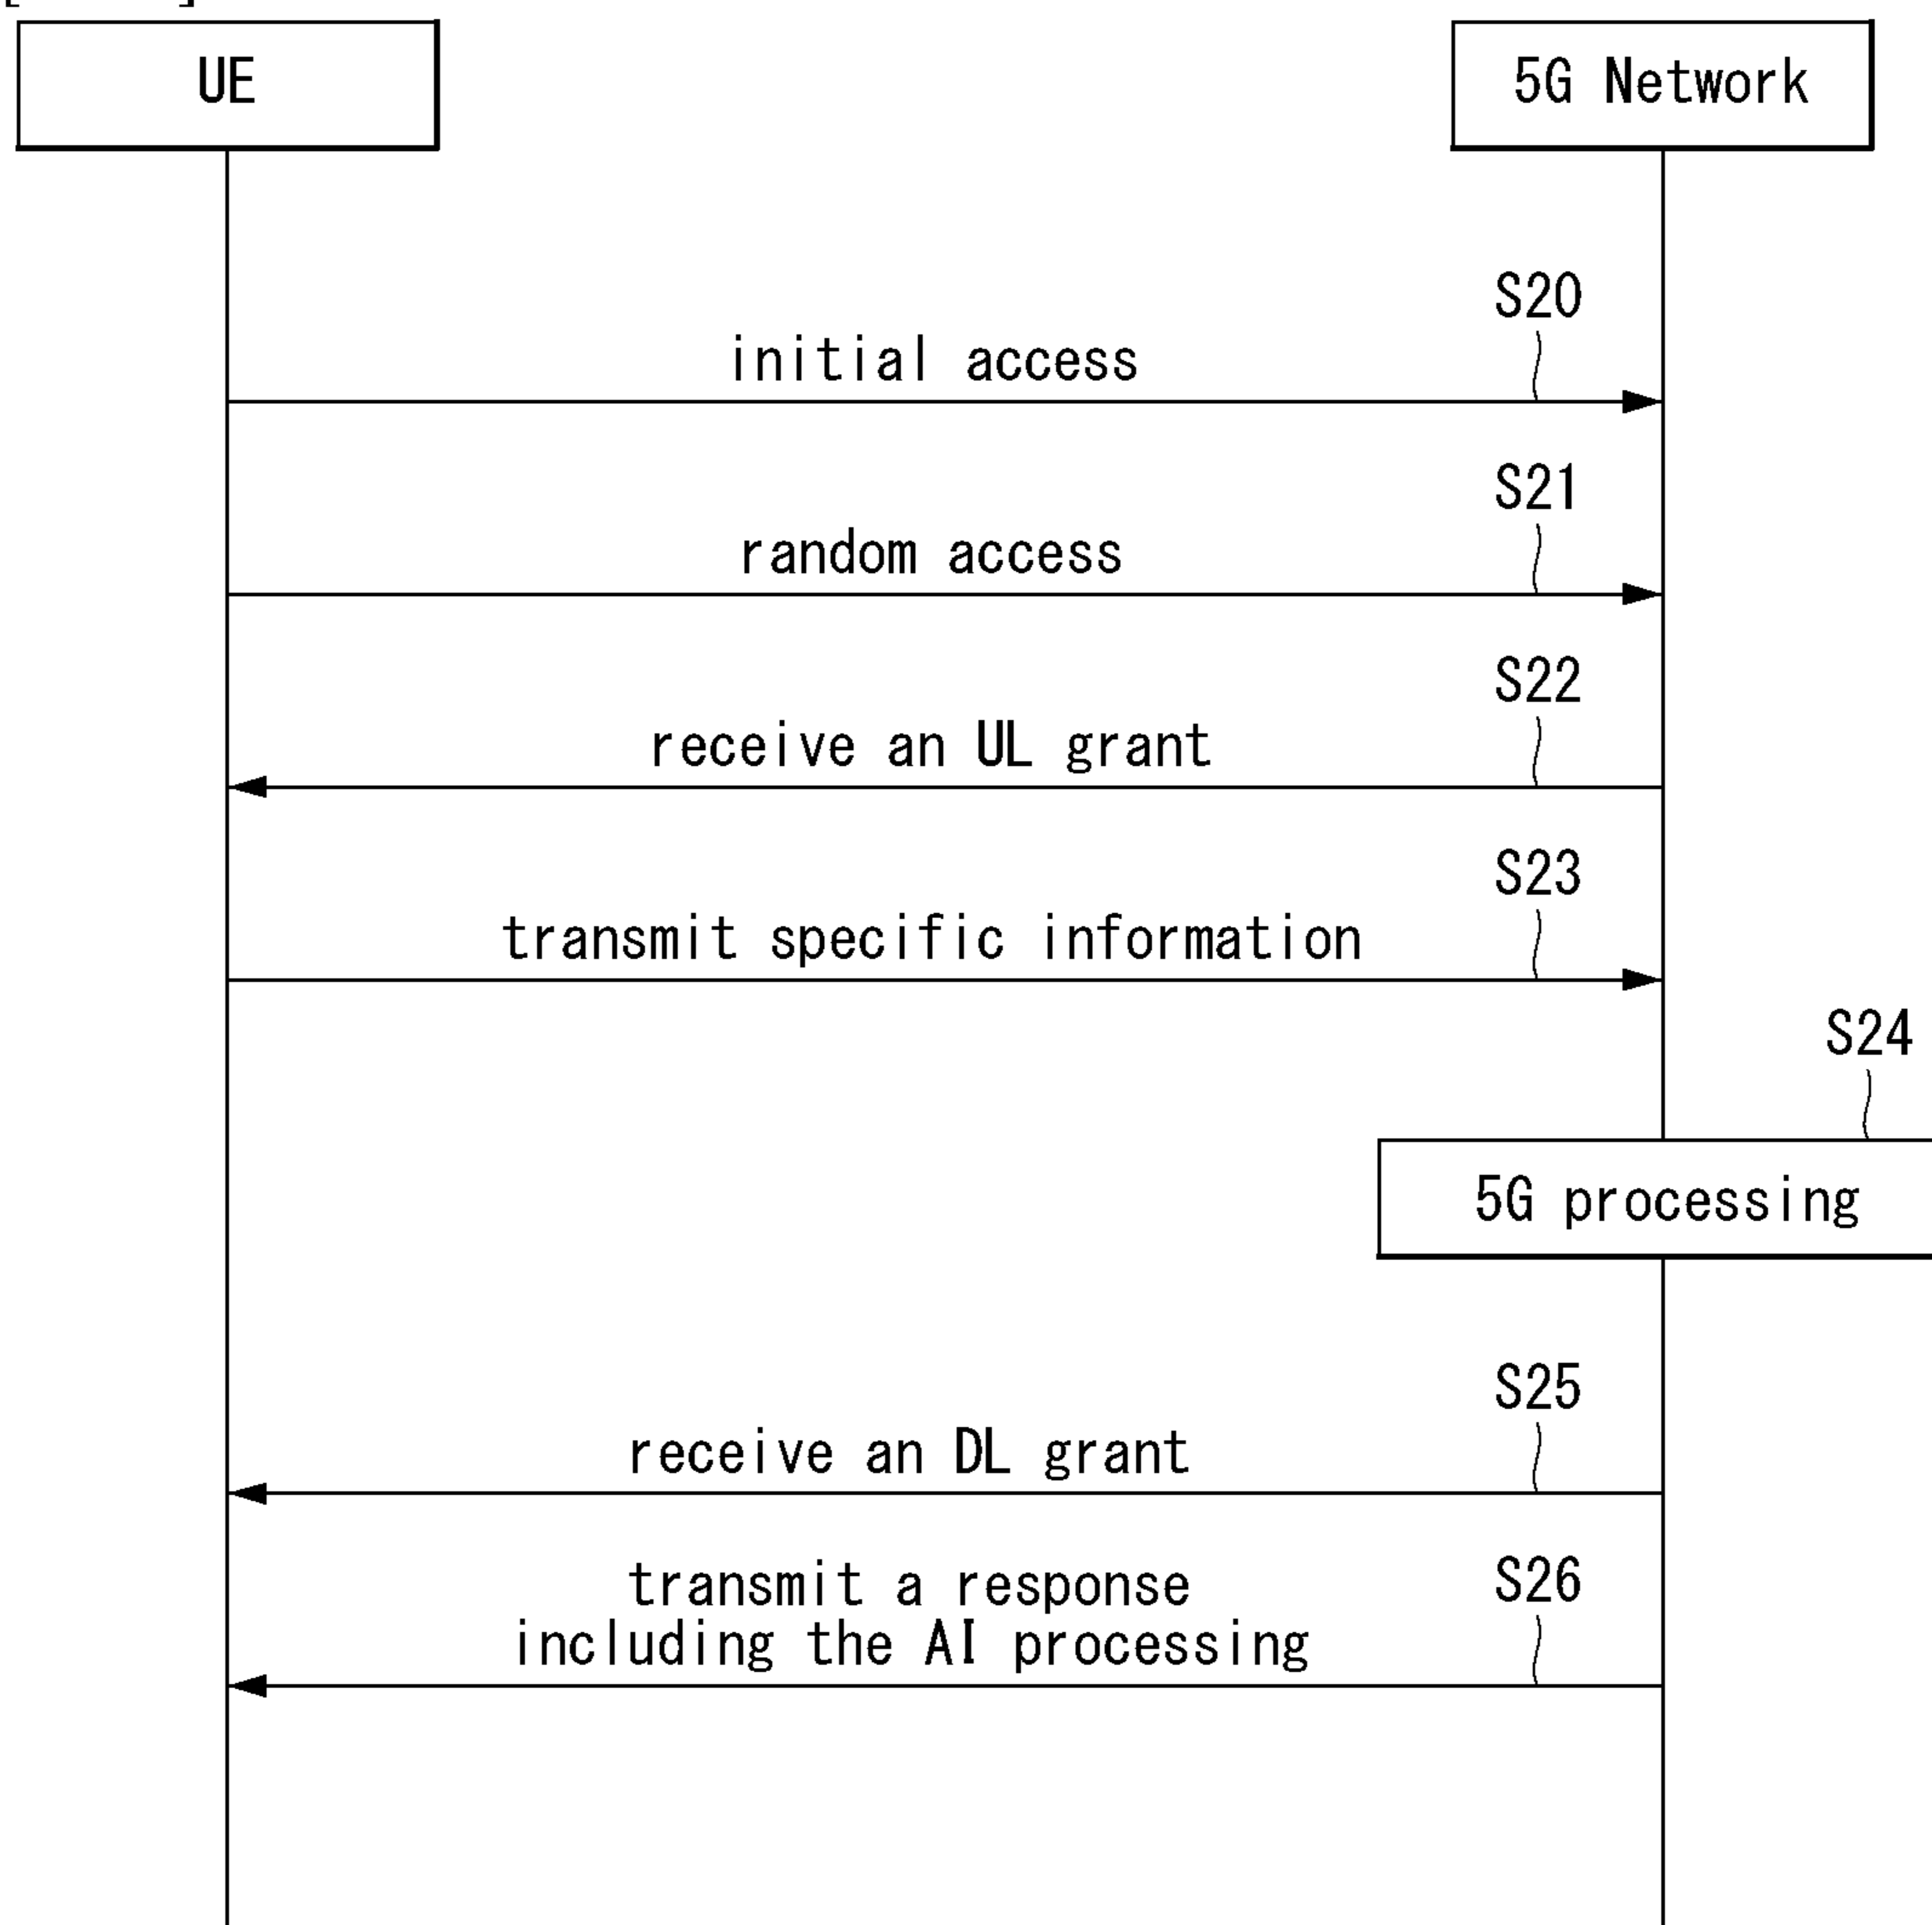 UE
5G Network
S20
initial access
S21
random access
S22
receive an UL grant
S23
transmit specific information
S24
5G processing
S25
receive an DL grant
S26
transmit a response
including the AI processing